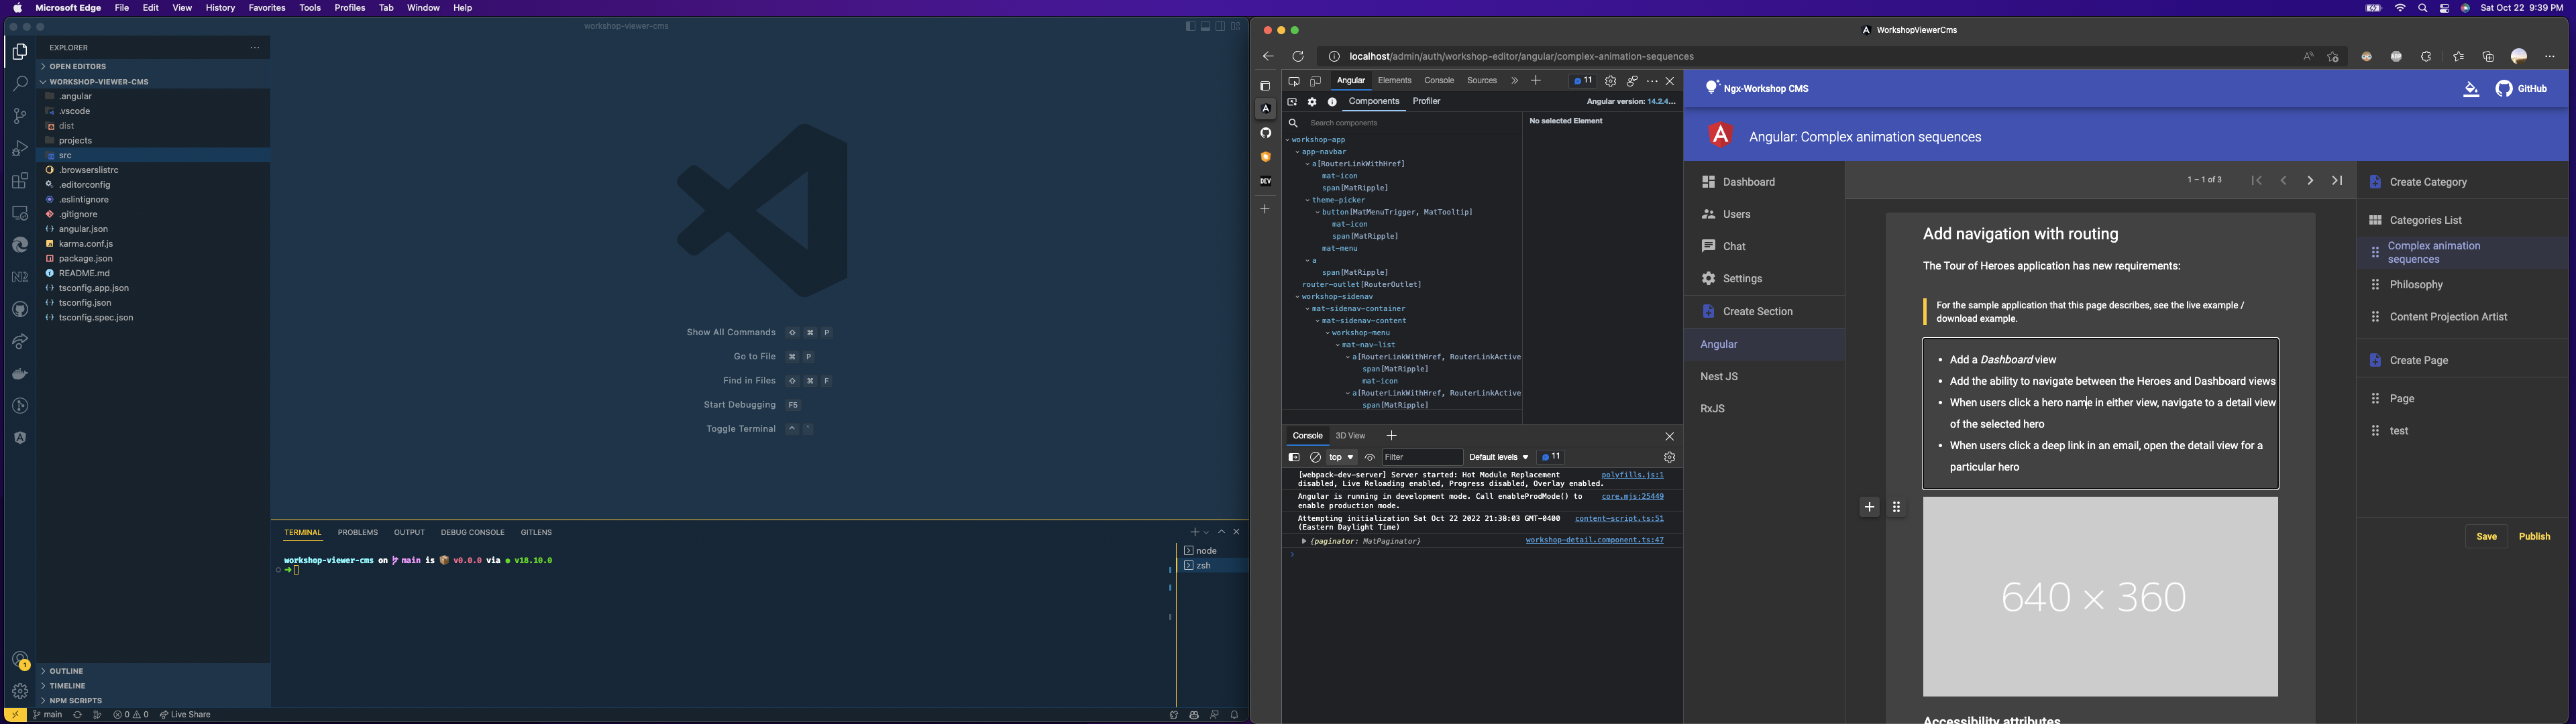 Microsoft Edge File Edit View History Favorites Tools Profiles Tab Window Help
Sat Oct 22 9:39 PM
workshop-viewer-cms
EXPLORER
OPEN EDITORS
WORKSHOP-VIEWER-CMS
.angular
.vscode
dist
projects
src
.browserslistrc
.editorconfig
.eslintignore
.gitignore
angular.json
karma.conf.js
package.json
README.md
tsconfig.app.json
tsconfig.json
tsconfig.spec.json
OUTLINE
TIMELINE
NPM SCRIPTS
Show All Commands ⇧ ⌘ P
Go to File ⌘ P
Find in Files ⇧ ⌘ F
Start Debugging F5
Toggle Terminal ^ `
TERMINAL PROBLEMS OUTPUT DEBUG CONSOLE GITLENS
workshop-viewer-cms on main is v0.0.0 via v18.10.0
node
zsh
1
main 0 0 Live Share
WorkshopViewerCms
localhost/admin/auth/workshop-editor/angular/complex-animation-sequences
DEV
Angular Elements Console Sources 11
Components Profiler Angular version: 14.2.4...
Search components
No selected Element
workshop-app
app-navbar
a[RouterLinkWithHref]
mat-icon
span[MatRipple]
theme-picker
button[MatMenuTrigger, MatTooltip]
mat-icon
span[MatRipple]
mat-menu
a
span[MatRipple]
router-outlet[RouterOutlet]
workshop-sidenav
mat-sidenav-container
mat-sidenav-content
workshop-menu
mat-nav-list
a[RouterLinkWithHref, RouterLinkActive
span[MatRipple]
mat-icon
a[RouterLinkWithHref, RouterLinkActive
span[MatRipple]
Console 3D View
top Filter Default levels 11
[webpack-dev-server] Server started: Hot Module Replacement polyfills.js:1
disabled, Live Reloading enabled, Progress disabled, Overlay enabled.
Angular is running in development mode. Call enableProdMode() to core.mjs:25449
enable production mode.
Attempting initialization Sat Oct 22 2022 21:38:03 GMT-0400 content-script.ts:51
(Eastern Daylight Time)
{paginator: MatPaginator} workshop-detail.component.ts:47
Ngx-Workshop CMS
GitHub
Angular: Complex animation sequences
Dashboard
Users
Chat
Settings
Create Section
Angular
Nest JS
RxJS
1 – 1 of 3
Add navigation with routing
The Tour of Heroes application has new requirements:
For the sample application that this page describes, see the live example /
download example.
• Add a Dashboard view
• Add the ability to navigate between the Heroes and Dashboard views
• When users click a hero name in either view, navigate to a detail view
of the selected hero
• When users click a deep link in an email, open the detail view for a
particular hero
640 × 360
Accessibility attributes
Create Category
Categories List
Complex animation
sequences
Philosophy
Content Projection Artist
Create Page
Page
test
Save Publish